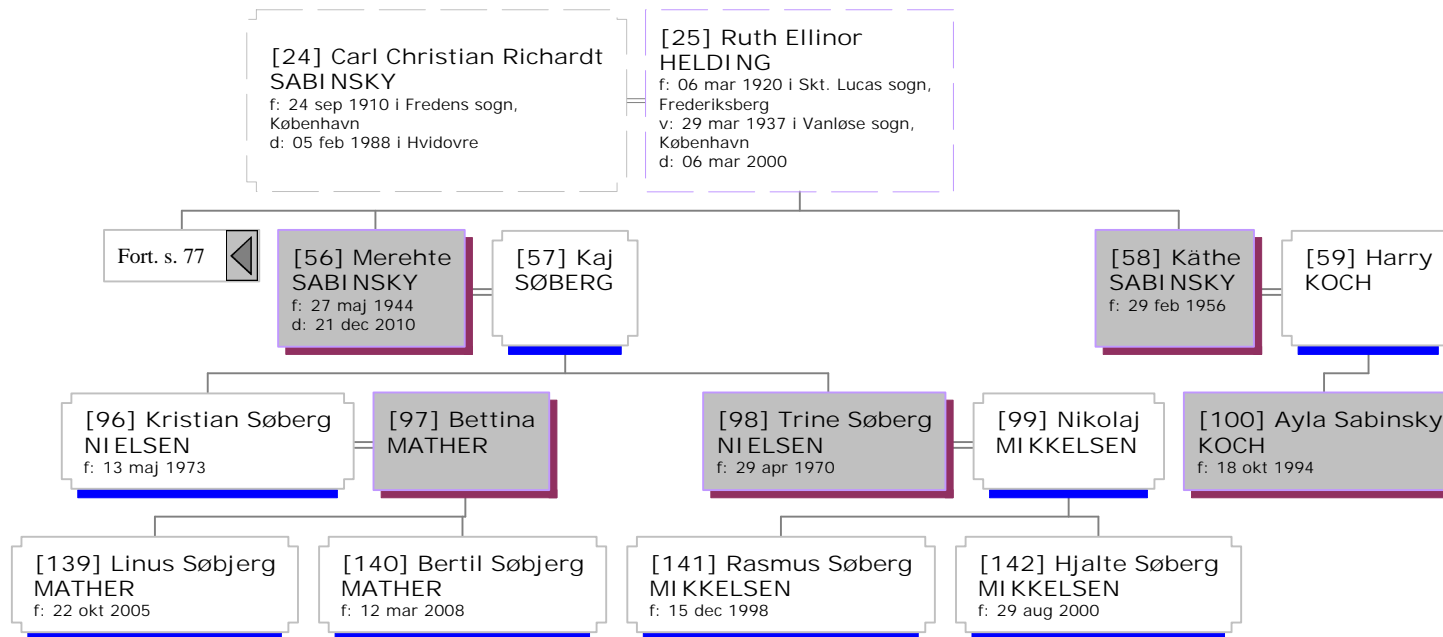 [24] Carl Christian Richardt
SABINSKY
f: 24 sep 1910 i Fredens sogn,
København
d: 05 feb 1988 i Hvidovre
[25] Ruth Ellinor
HELDING
f: 06 mar 1920 i Skt. Lucas sogn,
Frederiksberg
v: 29 mar 1937 i Vanløse sogn,
København
d: 06 mar 2000
Fort. s. 77
[56] Merehte
SABINSKY
f: 27 maj 1944
d: 21 dec 2010
[57] Kaj
SØBERG
[58] Käthe
SABINSKY
f: 29 feb 1956
[59] Harry
KOCH
[96] Kristian Søberg
NIELSEN
f: 13 maj 1973
[97] Bettina
MATHER
[98] Trine Søberg
NIELSEN
f: 29 apr 1970
[99] Nikolaj
MIKKELSEN
[100] Ayla Sabinsky
KOCH
f: 18 okt 1994
[139] Linus Søbjerg
MATHER
f: 22 okt 2005
[140] Bertil Søbjerg
MATHER
f: 12 mar 2008
[141] Rasmus Søberg
MIKKELSEN
f: 15 dec 1998
[142] Hjalte Søberg
MIKKELSEN
f: 29 aug 2000